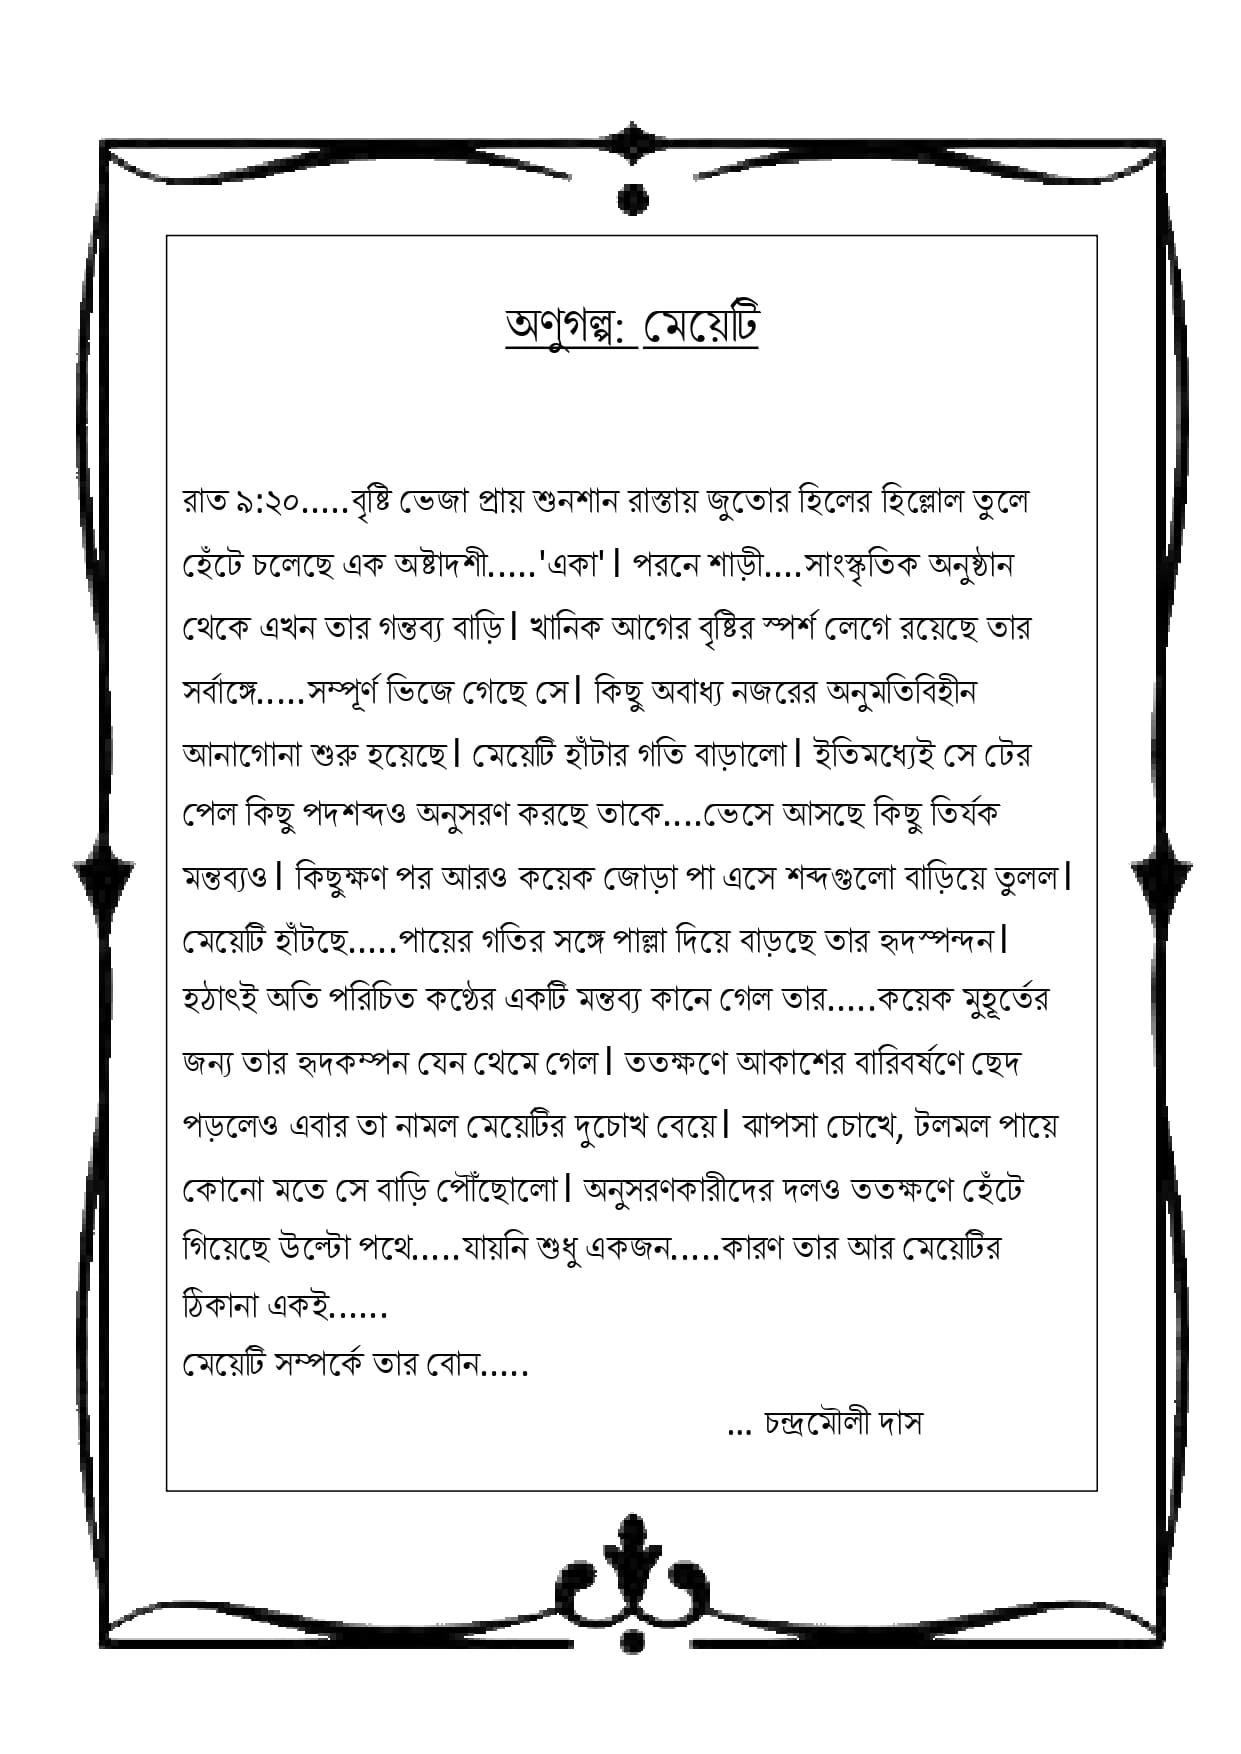 অণুগল্প: মেয়েটি
রাত ৯:২০.....বৃষ্টি ভেজা প্রায় শুনশান রাস্তায় জুতোর হিলের হিল্লোল তুলে
হেঁটে চলেছে এক অষ্টাদশী.....'একা'। পরনে শাড়ী....সাংস্কৃতিক অনুষ্ঠান
থেকে এখন তার গন্তব্য বাড়ি। খানিক আগের বৃষ্টির স্পর্শ লেগে রয়েছে তার
সর্বাঙ্গে.....সম্পূর্ণ ভিজে গেছে সে। কিছু অবাধ্য নজরের অনুমতিবিহীন
আনাগোনা শুরু হয়েছে। মেয়েটি হাঁটার গতি বাড়ালো। ইতিমধ্যেই সে টের
পেল কিছু পদশব্দও অনুসরণ করছে তাকে....ভেসে আসছে কিছু তির্যক
মন্তব্যও। কিছুক্ষণ পর আরও কয়েক জোড়া পা এসে শব্দগুলো বাড়িয়ে তুলল।
মেয়েটি হাঁটছে.....পায়ের গতির সঙ্গে পাল্লা দিয়ে বাড়ছে তার হৃদস্পন্দন।
হঠাৎই অতি পরিচিত কণ্ঠের একটি মন্তব্য কানে গেল তার.....কয়েক মুহূর্তের
জন্য তার হৃদকম্পন যেন থেমে গেল। ততক্ষণে আকাশের বারিবর্ষণে ছেদ
পড়লেও এবার তা নামল মেয়েটির দুচোখ বেয়ে। ঝাপসা চোখে, টলমল পায়ে
কোনো মতে সে বাড়ি পৌঁছোলো। অনুসরণকারীদের দলও ততক্ষণে হেঁটে
গিয়েছে উল্টো পথে.....যায়নি শুধু একজন.....কারণ তার আর মেয়েটির
ঠিকানা একই......
মেয়েটি সম্পর্কে তার বোন.....
... চন্দ্রমৌলী দাস